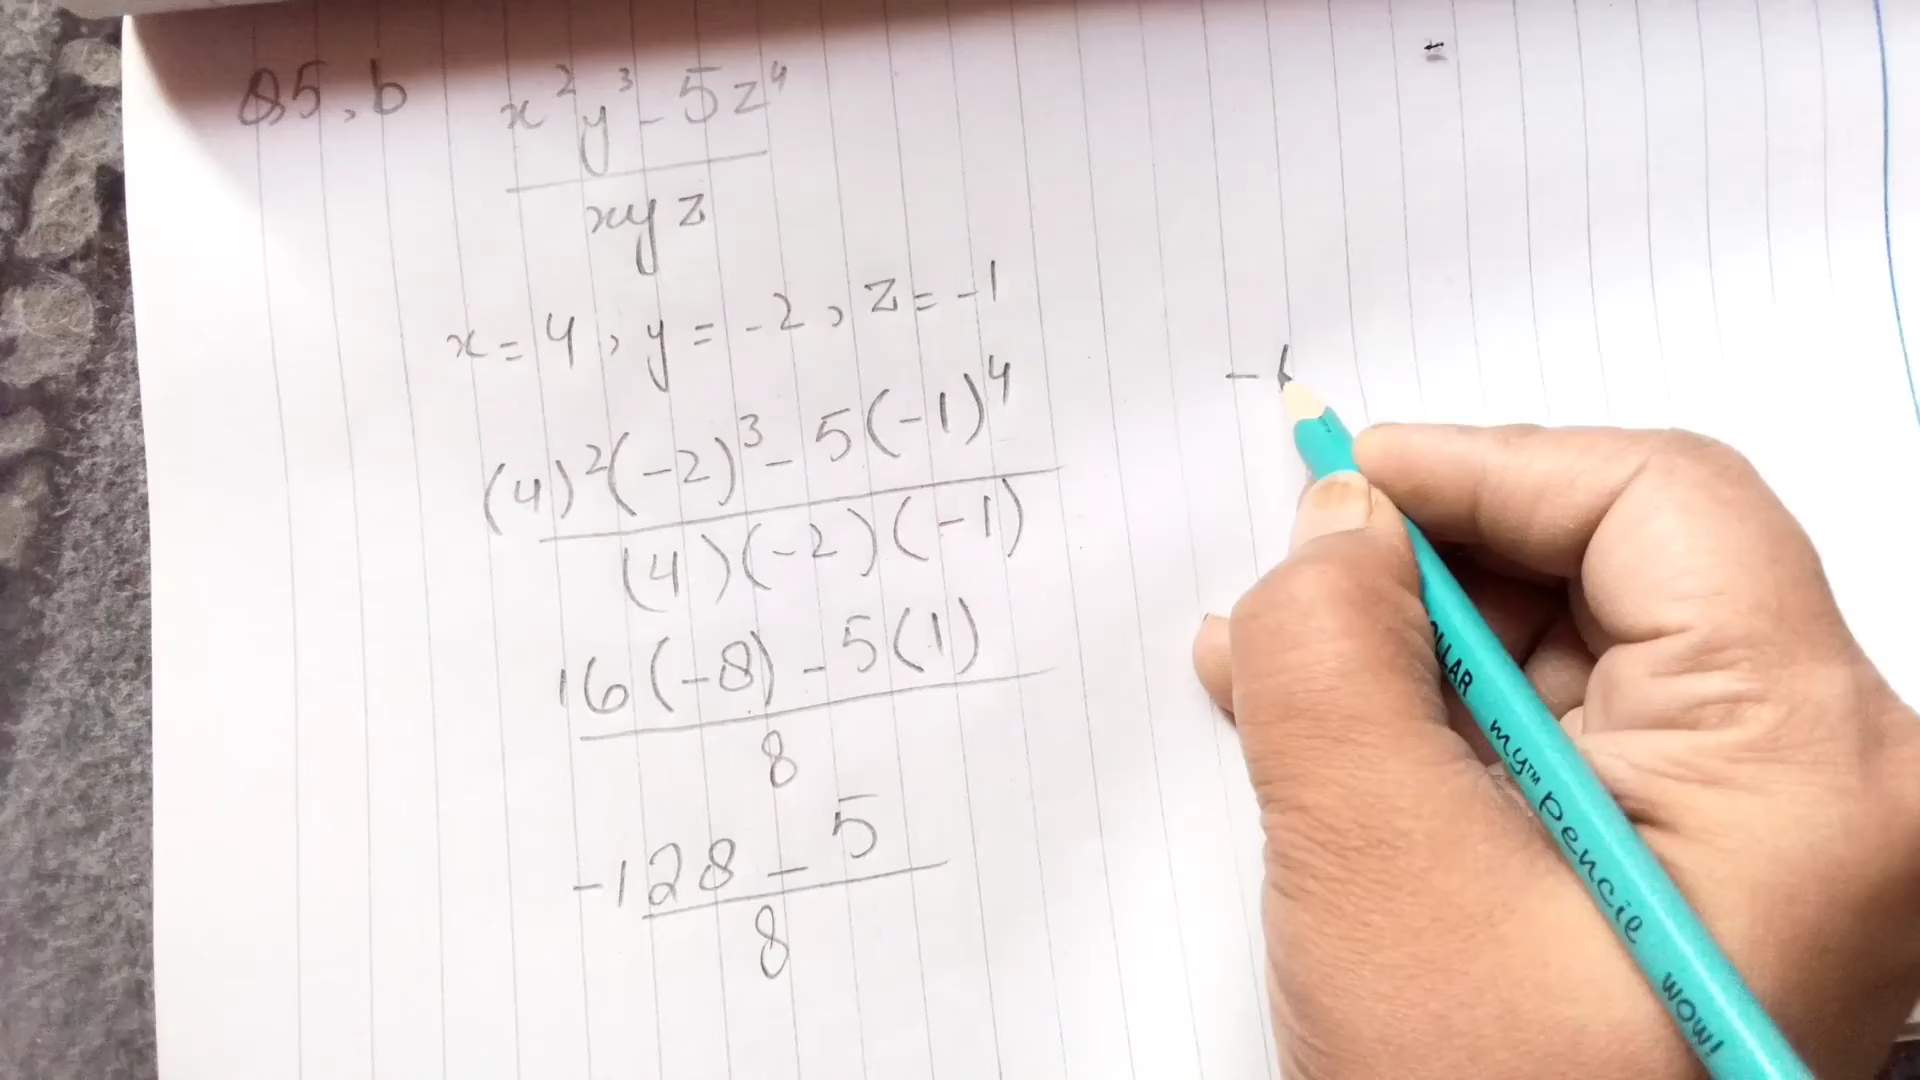 Q5.b x²y³ - 5z⁴
xyz
x = 4, y = -2, z = -1
(4)²(-2)³ - 5(-1)⁴
(4)(-2)(-1)
16(-8) - 5(1)
8
-128 - 5
8
=
-
my™ pencil wow!